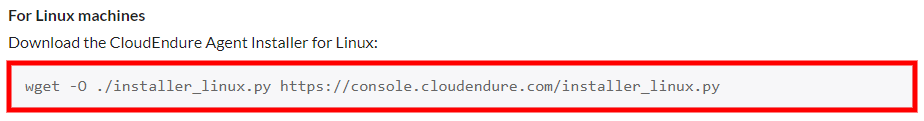 For Linux machines
Download the CloudEndure Agent Installer for Linux:
wget -O ./installer_linux.py https://console.cloudendure.com/installer_linux.py